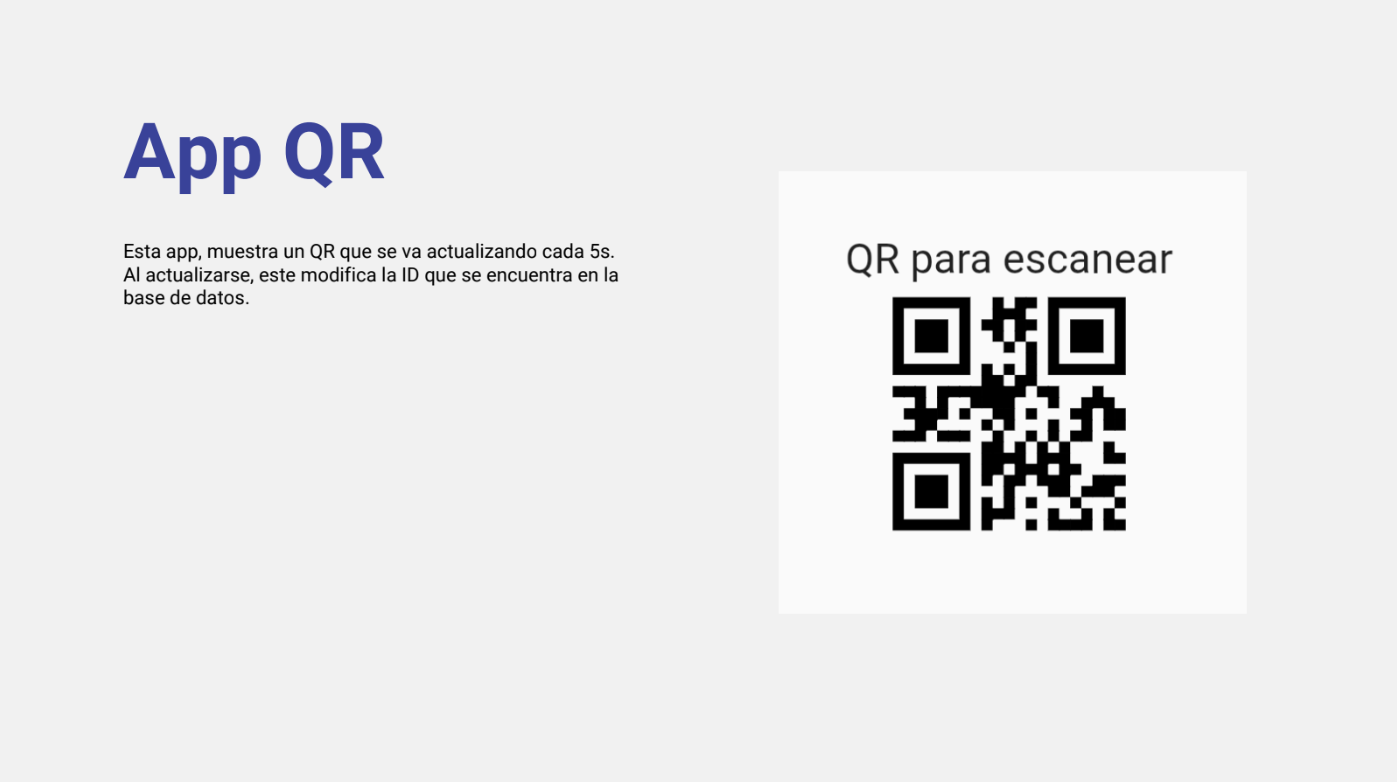 App QR
Esta app, muestra un QR que se va actualizando cada 5s.
Al actualizarse, este modifica la ID que se encuentra en la
base de datos.
QR para escanear